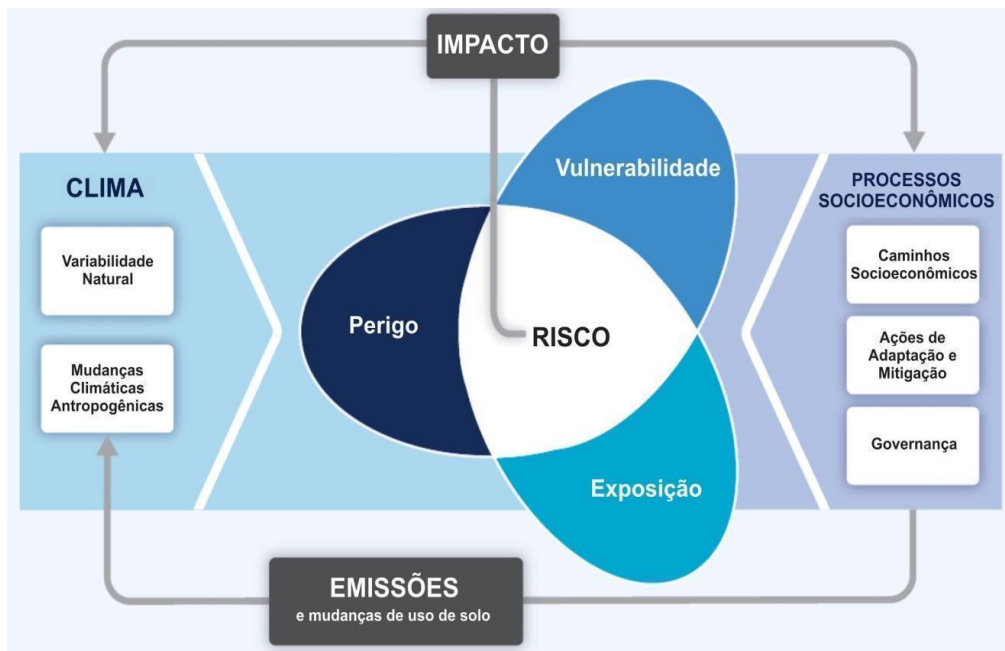 IMPACTO
CLIMA
Variabilidade
Natural
Mudanças
Climáticas
Antropogênicas
Vulnerabilidade
Perigo
RISCO
Exposição
PROCESSOS
SOCIOECONÔMICOS
Caminhos
Socioeconômicos
Ações de
Adaptação e
Mitigação
Governança
EMISSÕES
e mudanças de uso de solo